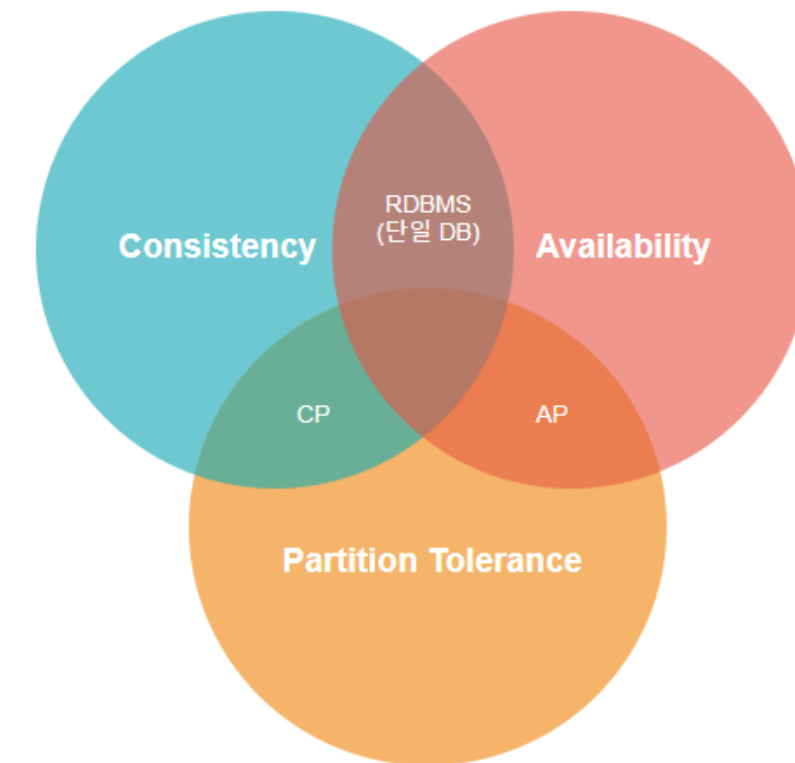 RDBMS
(단일 DB)
Consistency
Availability
CP
AP
Partition Tolerance